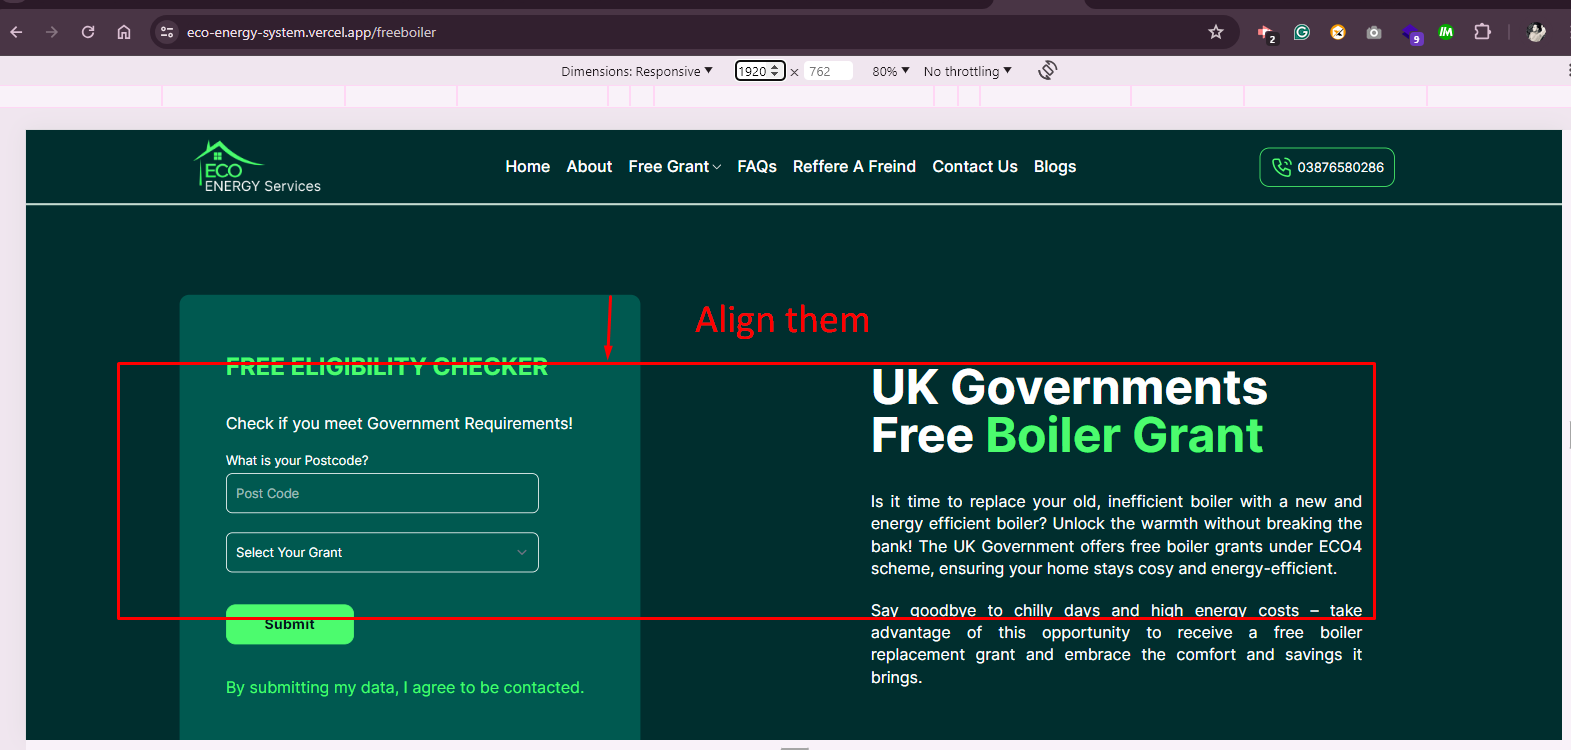 eco-energy-system.vercel.app/freeboiler
2
9
Dimensions: Responsive
1920 × 762
80%
No throttling
ECO
ENERGY Services
Home About Free Grant FAQs Reffere A Freind Contact Us Blogs
03876580286
Align them
FREE ELIGIBILITY CHECKER
Check if you meet Government Requirements!
What is your Postcode?
Post Code
Select Your Grant
Submit
By submitting my data, I agree to be contacted.
UK Governments
Free Boiler Grant
Is it time to replace your old, inefficient boiler with a new and
energy efficient boiler? Unlock the warmth without breaking the
bank! The UK Government offers free boiler grants under ECO4
scheme, ensuring your home stays cosy and energy-efficient.
Say goodbye to chilly days and high energy costs – take
advantage of this opportunity to receive a free boiler
replacement grant and embrace the comfort and savings it
brings.